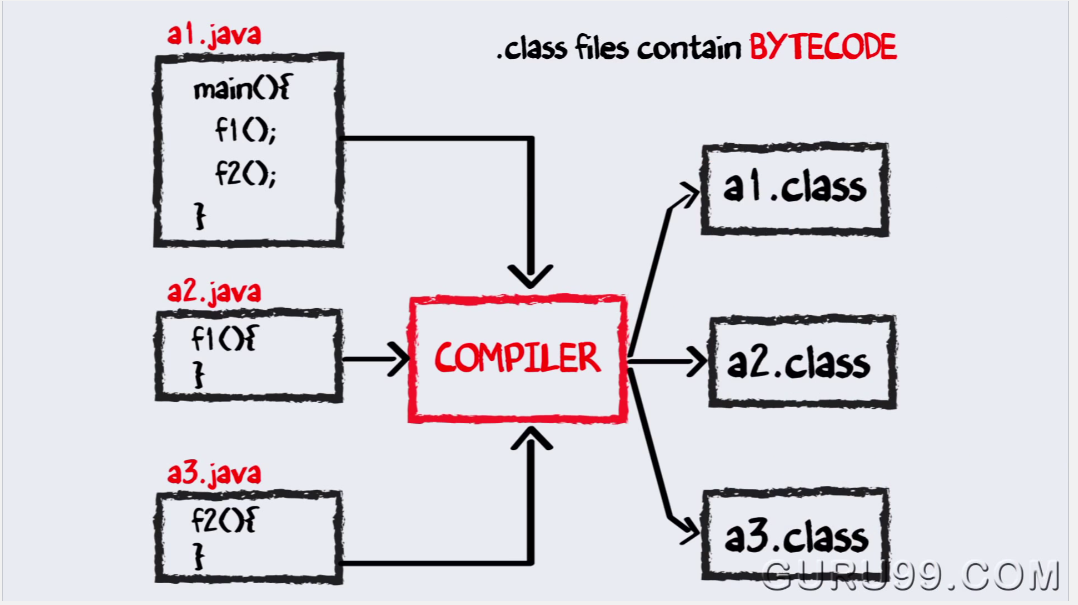 .class files contain BYTECODE
a1.java
main(){
f1();
f2();
}
a2.java
f1(){
}
a3.java
f2(){
}
COMPILER
a1.class
a2.class
a3.class
GURU99.COM